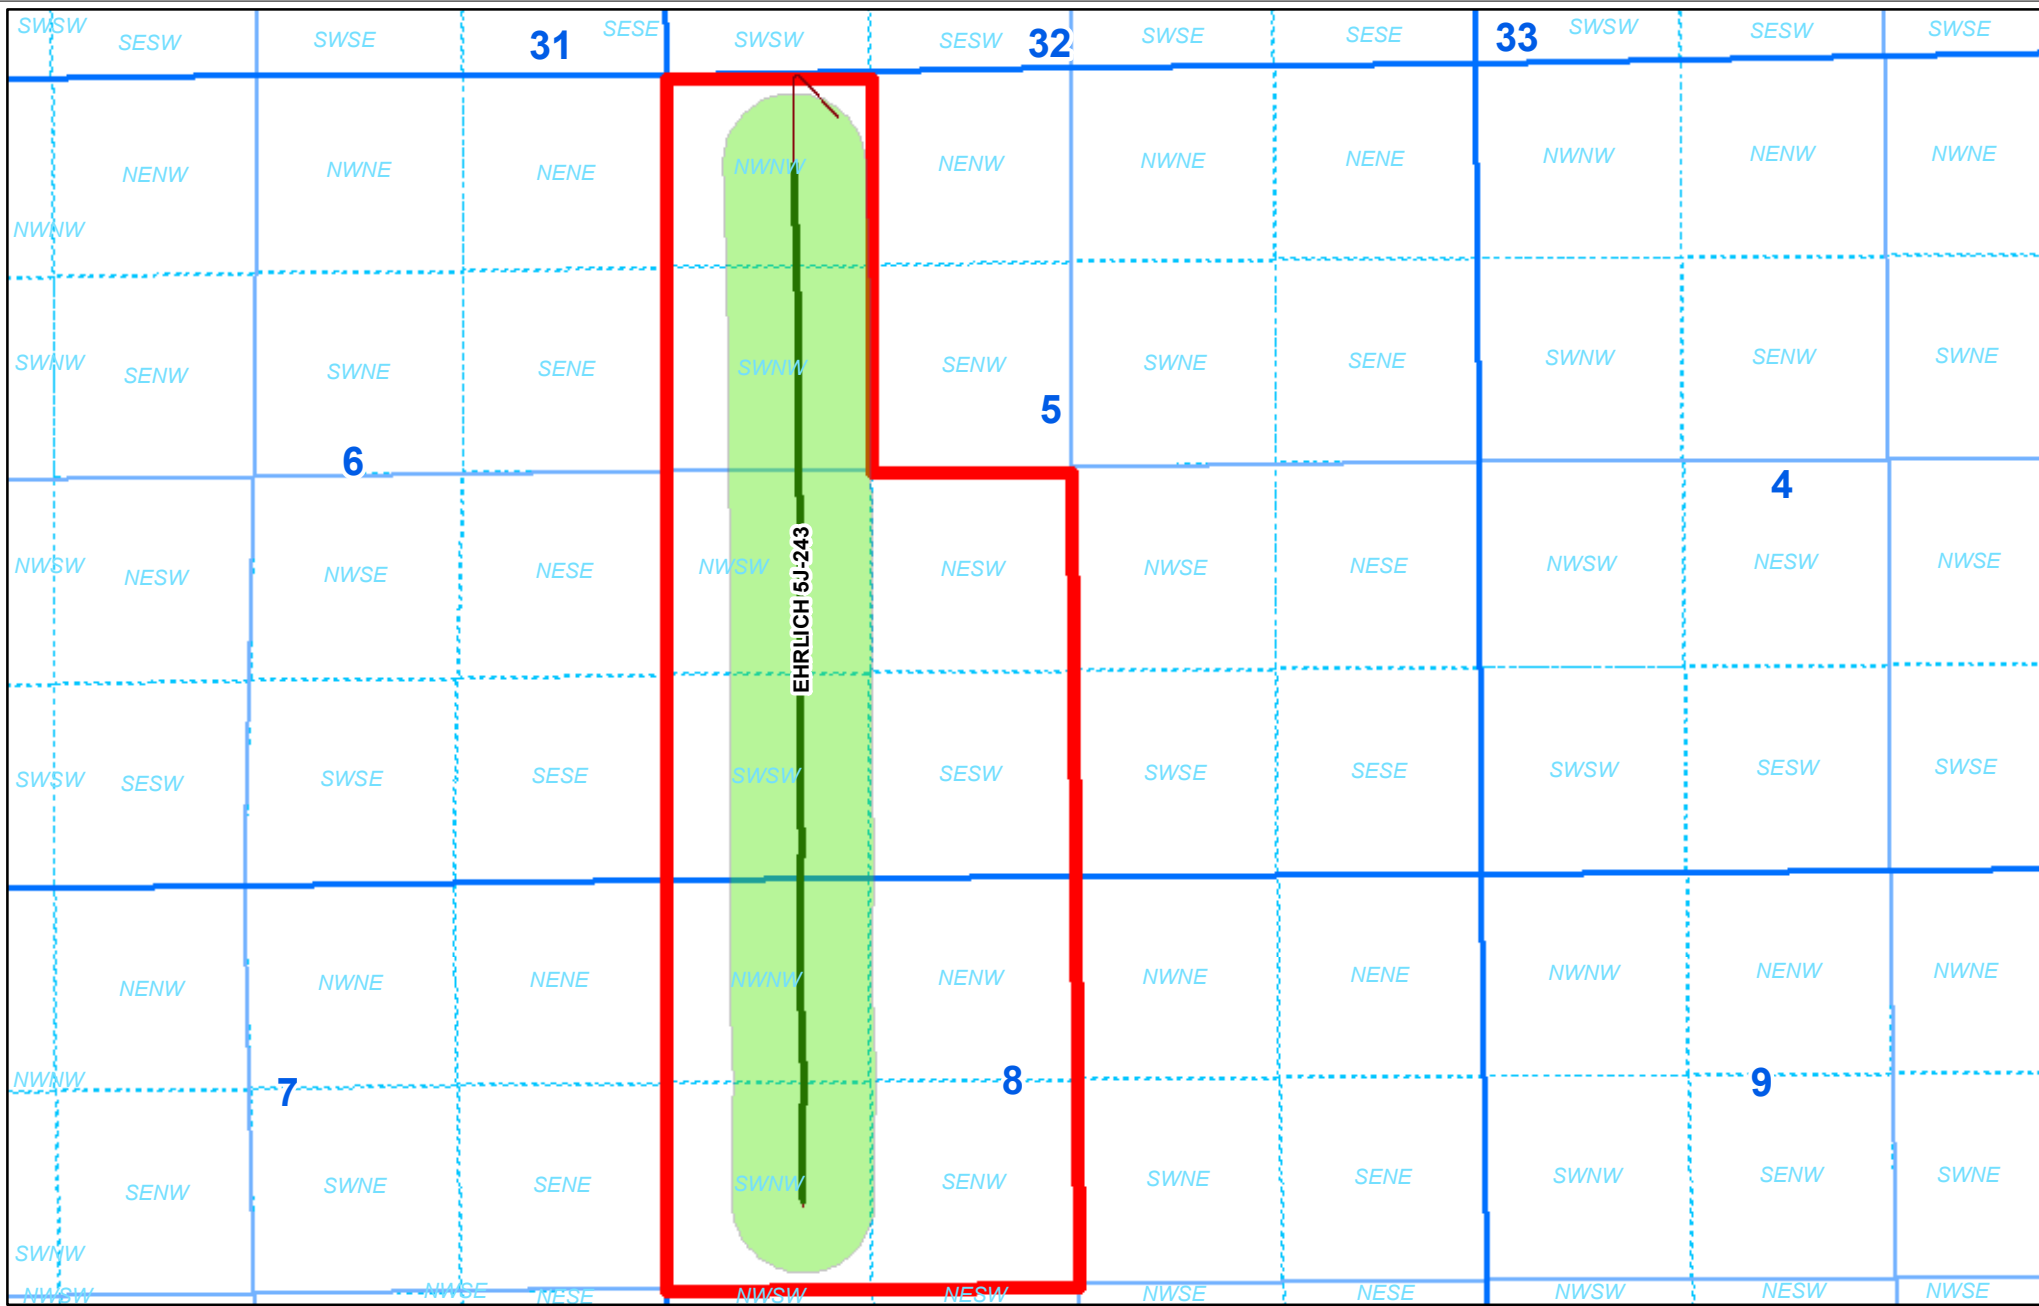 SWSW SESW SWSE 31 SESE SWSW SESW 32 SWSE SESE 33 SWSW SESW SWSE
NENW NWNE NENE NWNW NENW NWNE NENE NWNW NENW NWNE
NWNW
SWNW SENW SWNE SENE SWNW SENW SWNE SENE SWNW SENW SWNE
5
6
4
NWSW NESW NWSE NESE NWSW NESW NWSE NESE NWSW NESW NWSE
EHRLICH 5J-243
SWSW SESW SWSE SESE SWSW SESW SWSE SESE SWSW SESW SWSE
NENW NWNE NENE NWNW NENW NWNE NENE NWNW NENW NWNE
NWNW
7 8 9
SENW SWNE SENE SWNW SENW SWNE SENE SWNW SENW SWNE
SWNW
NWSW NWSE NESE NWSW NESW NWSE NESE NWSW NESW NWSE